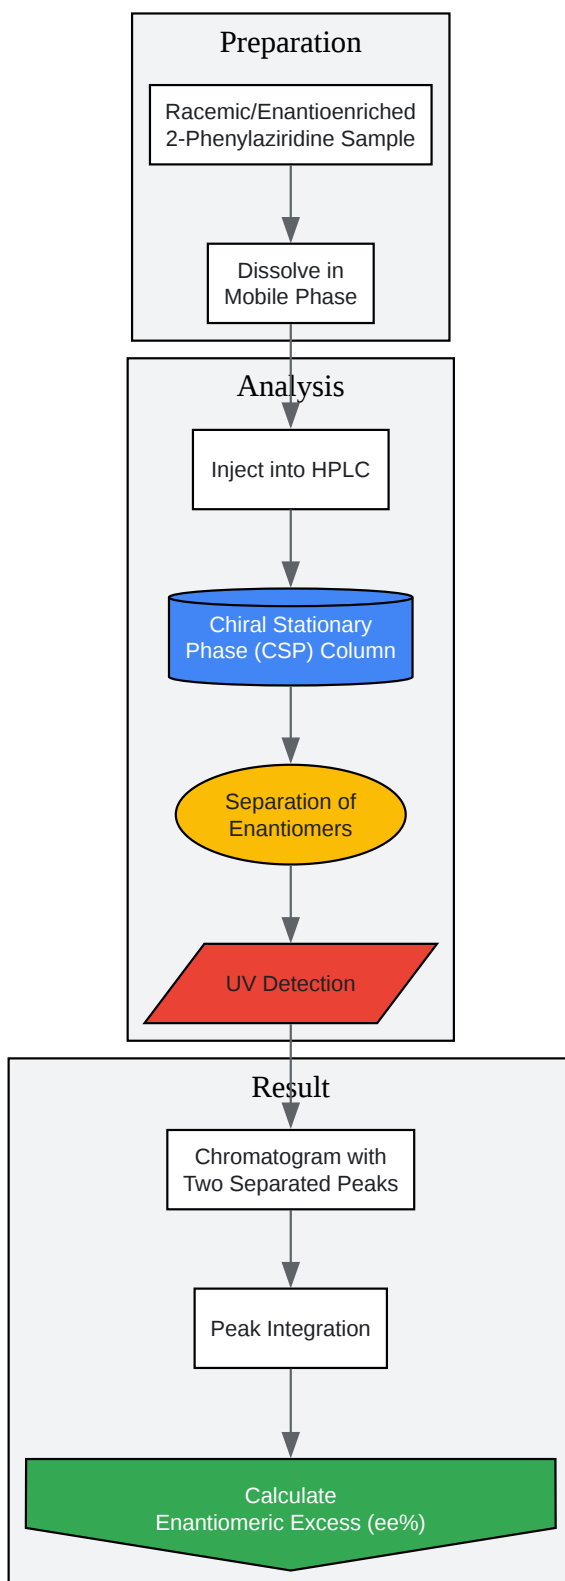 Preparation
Racemic/Enantioenriched
2-Phenylaziridine Sample
Dissolve in
Mobile Phase
Analysis
Inject into HPLC
Chiral Stationary
Phase (CSP) Column
Separation of
Enantiomers
UV Detection
Result
Chromatogram with
Two Separated Peaks
Peak Integration
Calculate
Enantiomeric Excess (ee%)